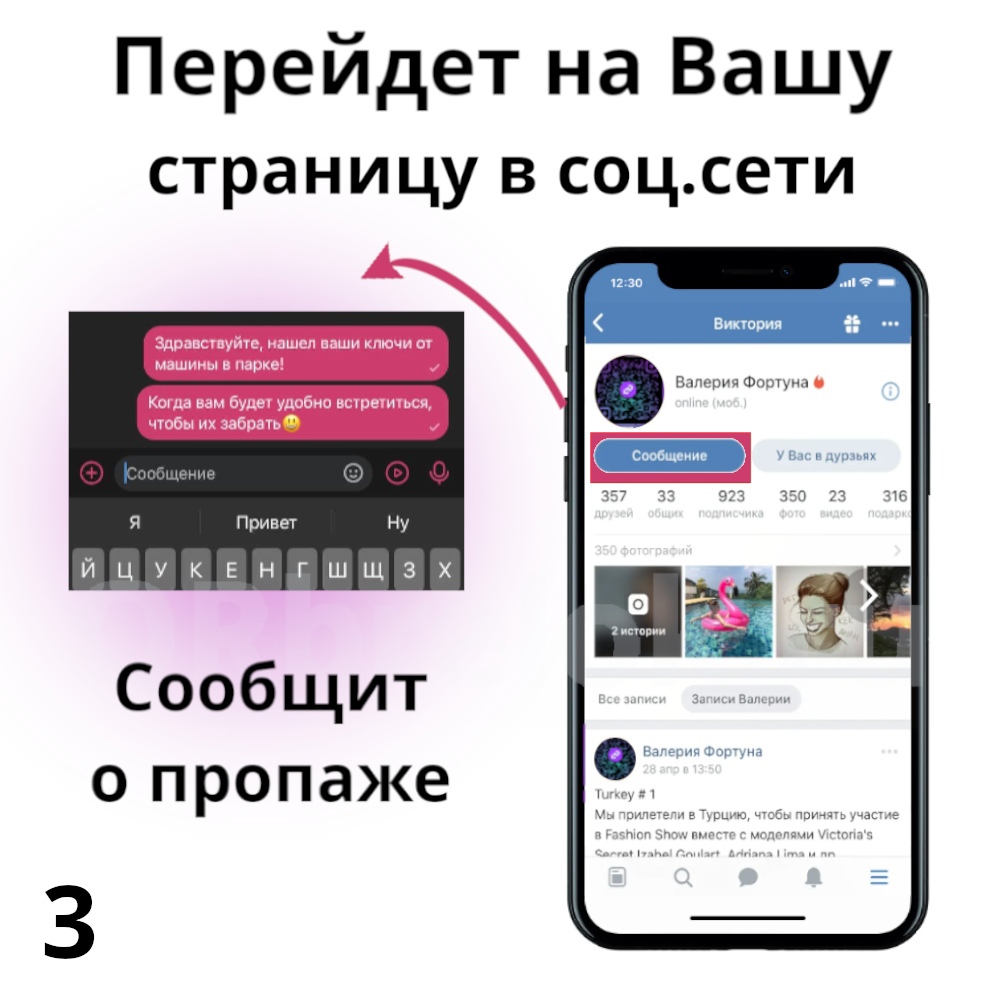 Перейдет на Вашу
страницу в соц.сети
Здравствуйте, нашел ваши ключи от
машины в парке!
Когда вам будет удобно встретиться,
чтобы их забрать😃
Сообщение
Я Привет Ну
Й Ц У К Е Н Г Ш Щ З Х
Сообщит
о пропаже
3
12:30
Виктория
Валерия Фортуна
online (моб.)
Сообщение
У Вас в дурзьях
357 33 923 350 23 316
друзей общих подписчика фото видео подарко
350 фотографий
2 истории
Все записи Записи Валерии
Валерия Фортуна
28 апр в 13:50
Turkey # 1
Мы прилетели в Турцию, чтобы принять участие
в Fashion Show вместе с моделями Victoria's
Secret Izabel Goulart, Adriana Lima и др.